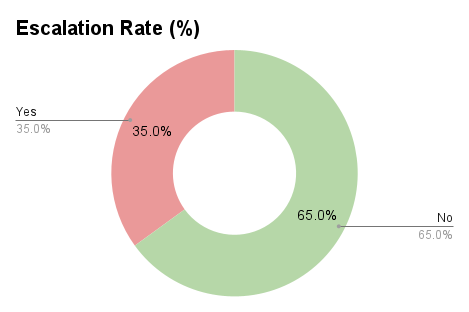 Escalation Rate (%)
Yes
35.0%
35.0%
65.0%
No
65.0%